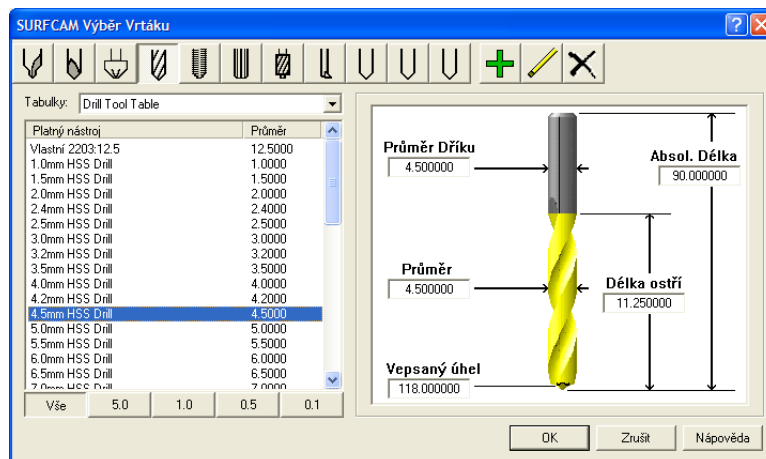 SURFCAM Výběr Vrtáku
Tabulky: Drill Tool Table
Platný nástroj Průměr
Vlastní 2203:12.5 12.5000
1.0mm HSS Drill 1.0000
1.5mm HSS Drill 1.5000
2.0mm HSS Drill 2.0000
2.4mm HSS Drill 2.4000
2.5mm HSS Drill 2.5000
3.0mm HSS Drill 3.0000
3.2mm HSS Drill 3.2000
3.5mm HSS Drill 3.5000
4.0mm HSS Drill 4.0000
4.2mm HSS Drill 4.2000
4.5mm HSS Drill 4.5000
5.0mm HSS Drill 5.0000
5.5mm HSS Drill 5.5000
6.0mm HSS Drill 6.0000
6.5mm HSS Drill 6.5000
7.0mm HSS Drill 7.0000
Vše 5.0 1.0 0.5 0.1
Průměr Dříku
4.500000
Absol. Délka
90.000000
Průměr
4.500000
Délka ostří
11.250000
Vepsaný úhel
118.000000
OK Zrušit Nápověda